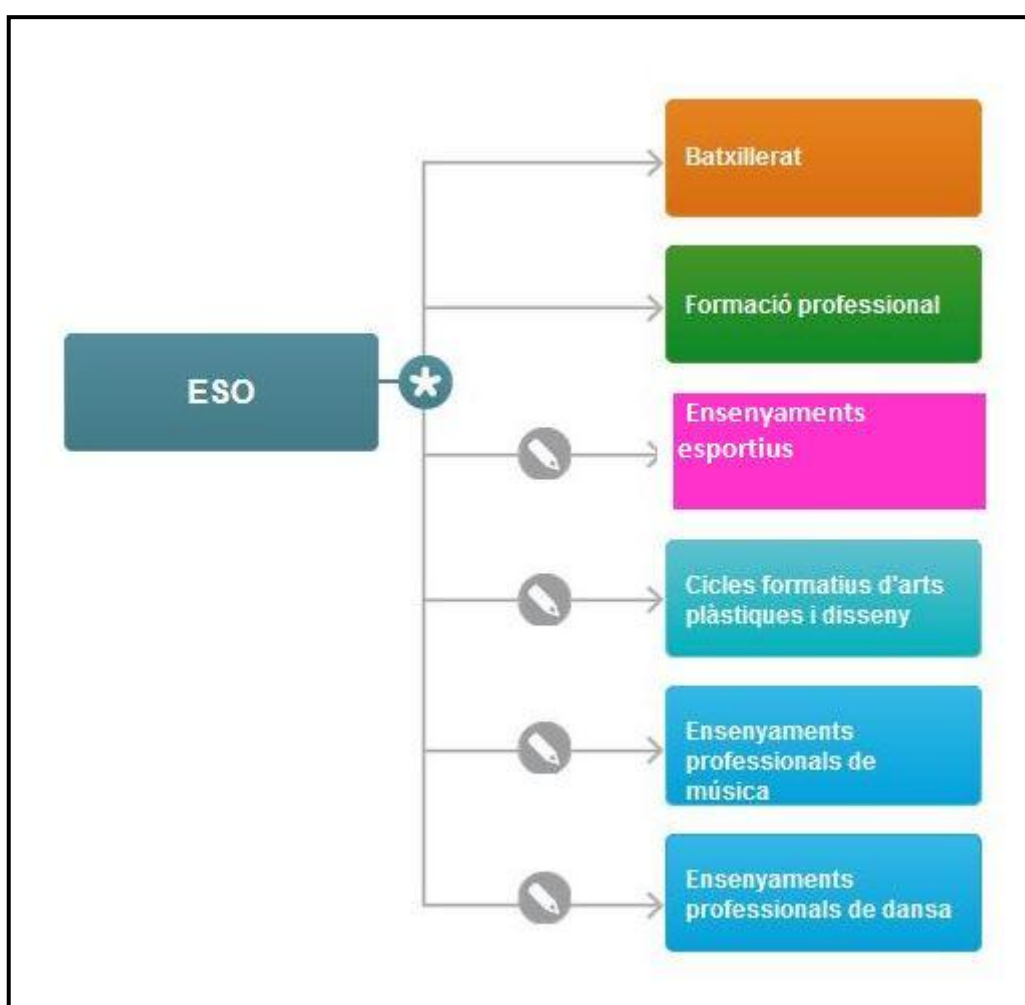 Batxillerat
Formació professional
ESO
Ensenyaments
esportius
Cicles formatius d'arts
plàstiques i disseny
Ensenyaments
professionals de
música
Ensenyaments
professionals de dansa